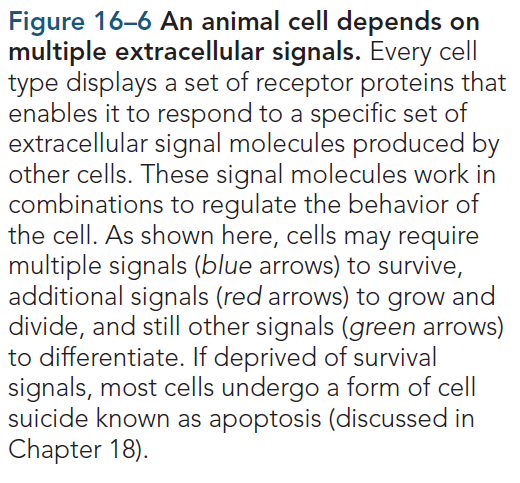 Figure 16–6 An animal cell depends on
multiple extracellular signals. Every cell
type displays a set of receptor proteins that
enables it to respond to a specific set of
extracellular signal molecules produced by
other cells. These signal molecules work in
combinations to regulate the behavior of
the cell. As shown here, cells may require
multiple signals (blue arrows) to survive,
additional signals (red arrows) to grow and
divide, and still other signals (green arrows)
to differentiate. If deprived of survival
signals, most cells undergo a form of cell
suicide known as apoptosis (discussed in
Chapter 18).